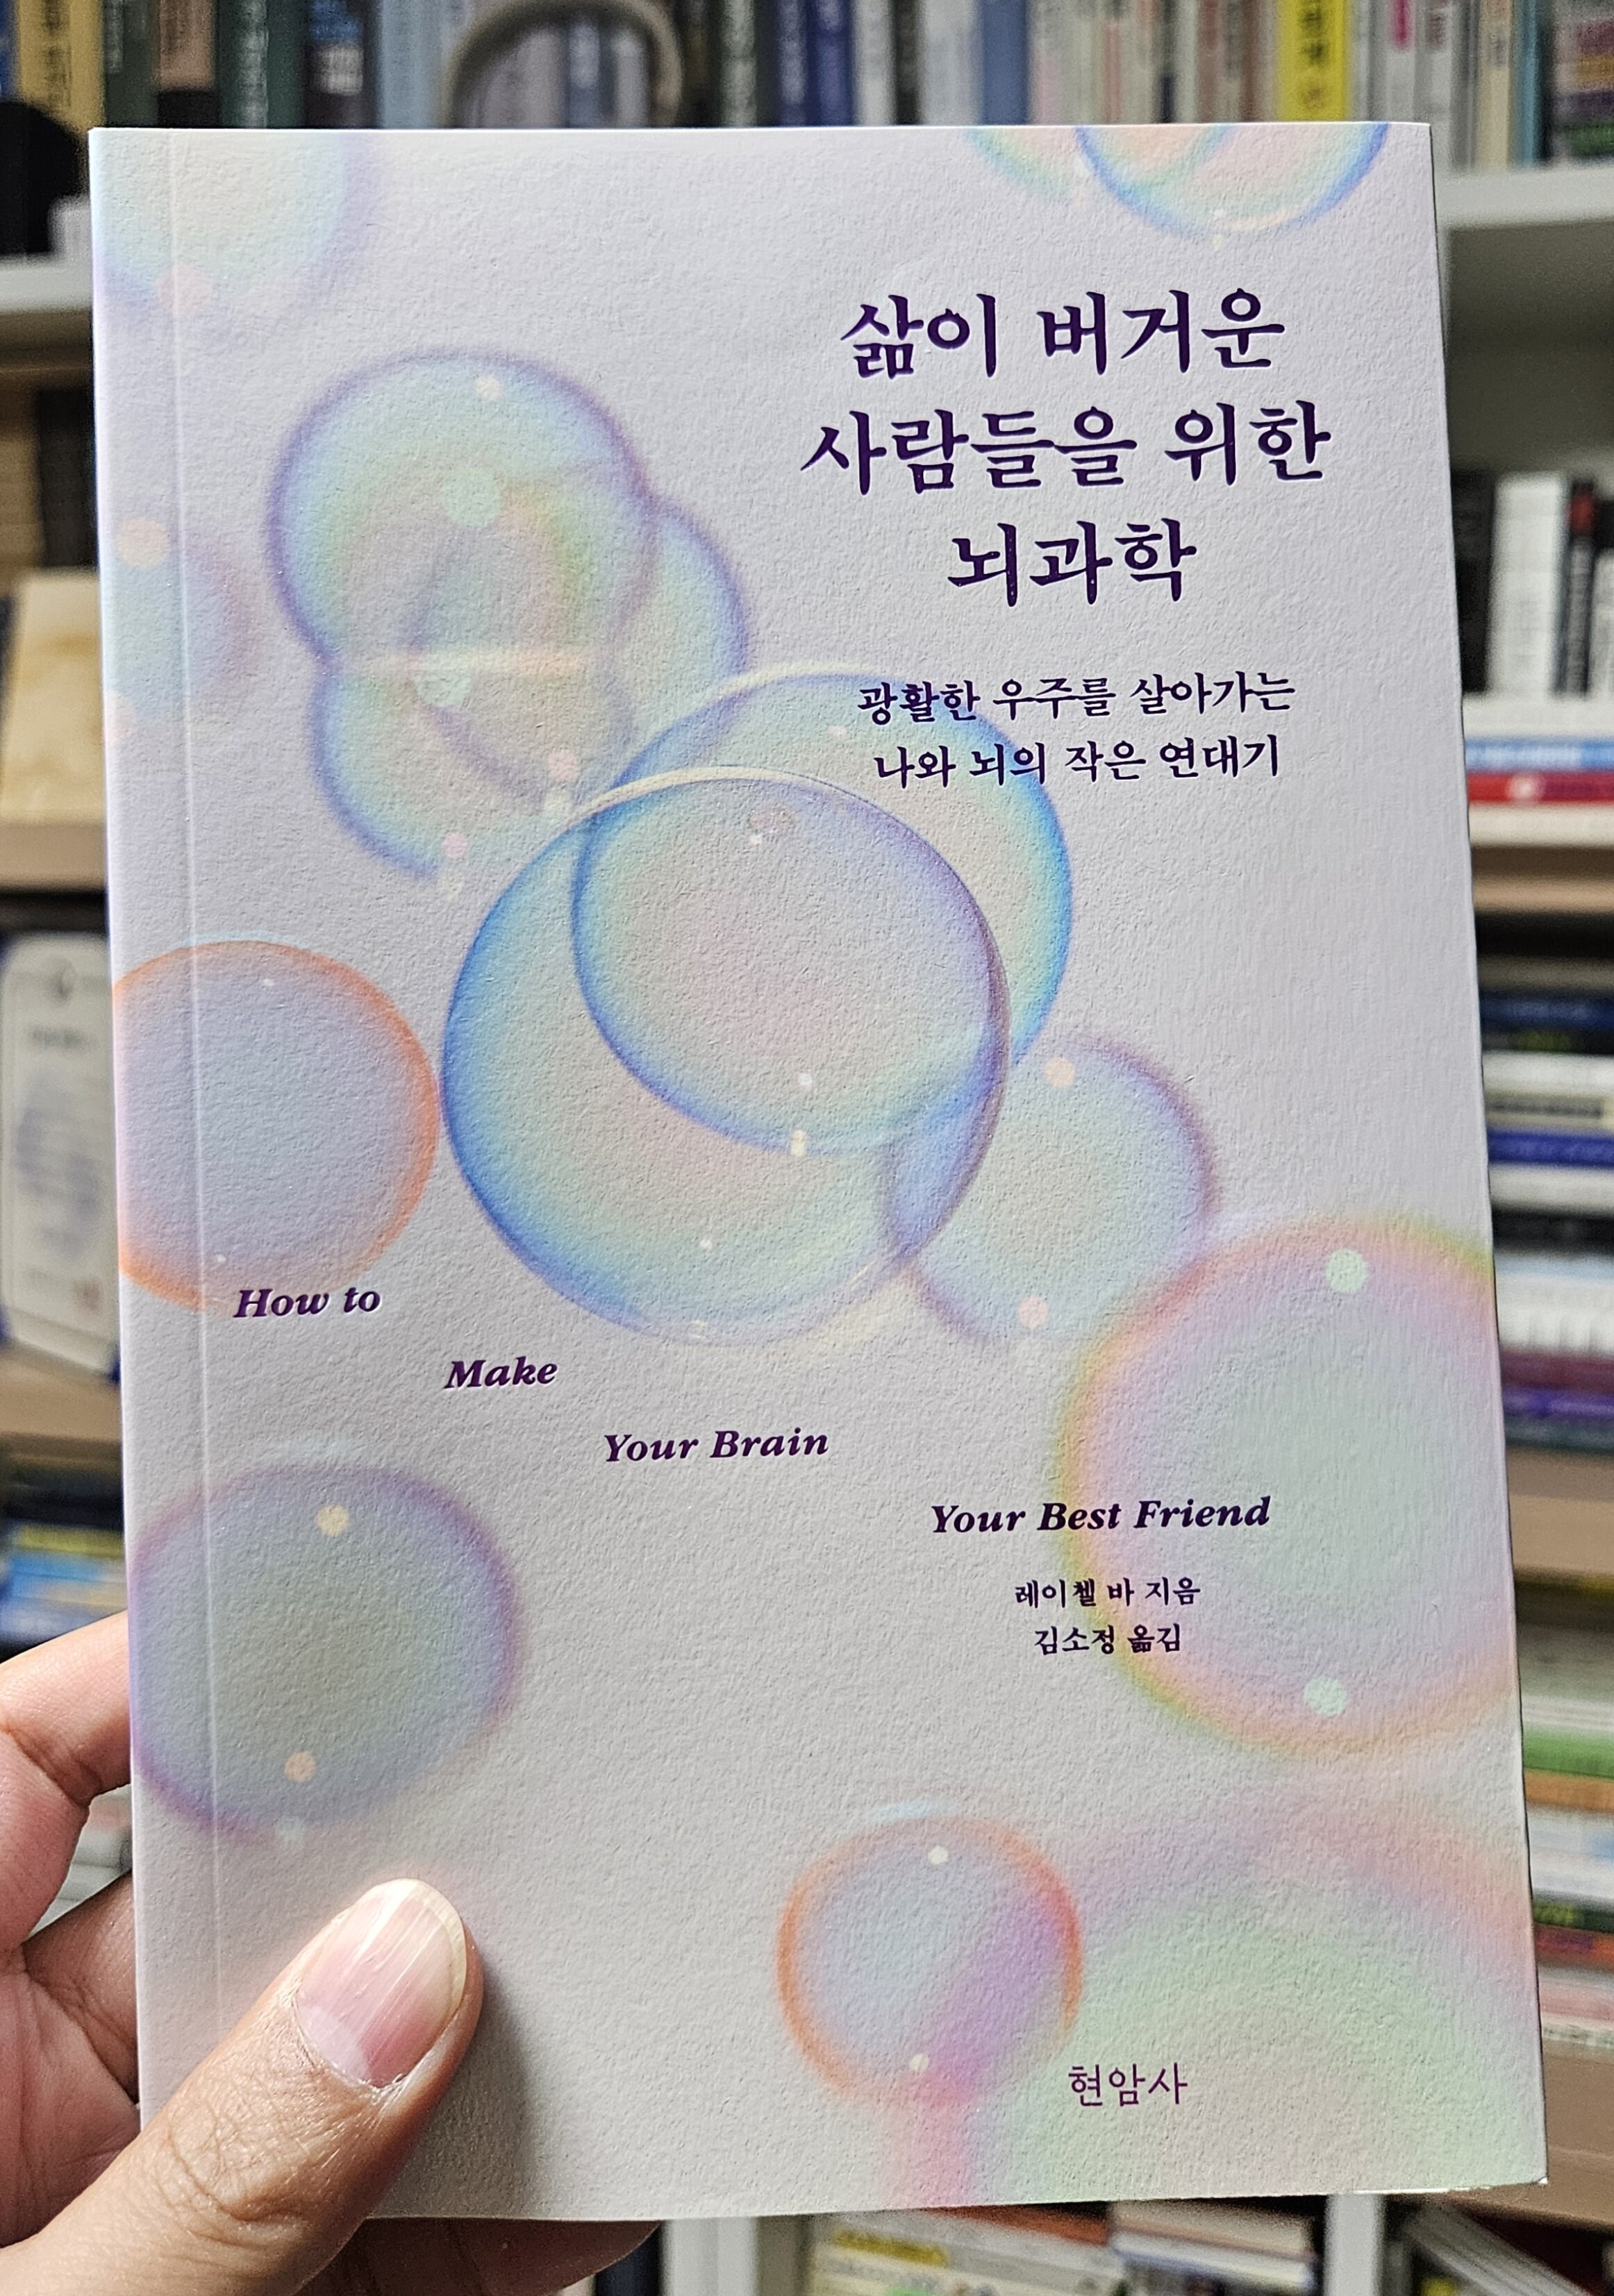 삶이 버거운
사람들을 위한
뇌과학
광활한 우주를 살아가는
나와 뇌의 작은 연대기
How to
Make
Your Brain
Your Best Friend
레이첼 바 지음
김소정 옮김
현암사